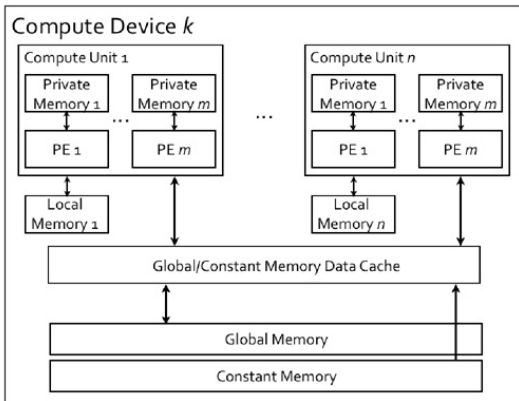 Compute Device k
Compute Unit 1
Compute Unit n
Private
Memory 1
Private
Memory m
Private
Memory 1
Private
Memory m
...
...
...
PE 1
PE m
PE 1
PE m
Local
Memory 1
Local
Memory n
Global/Constant Memory Data Cache
Global Memory
Constant Memory